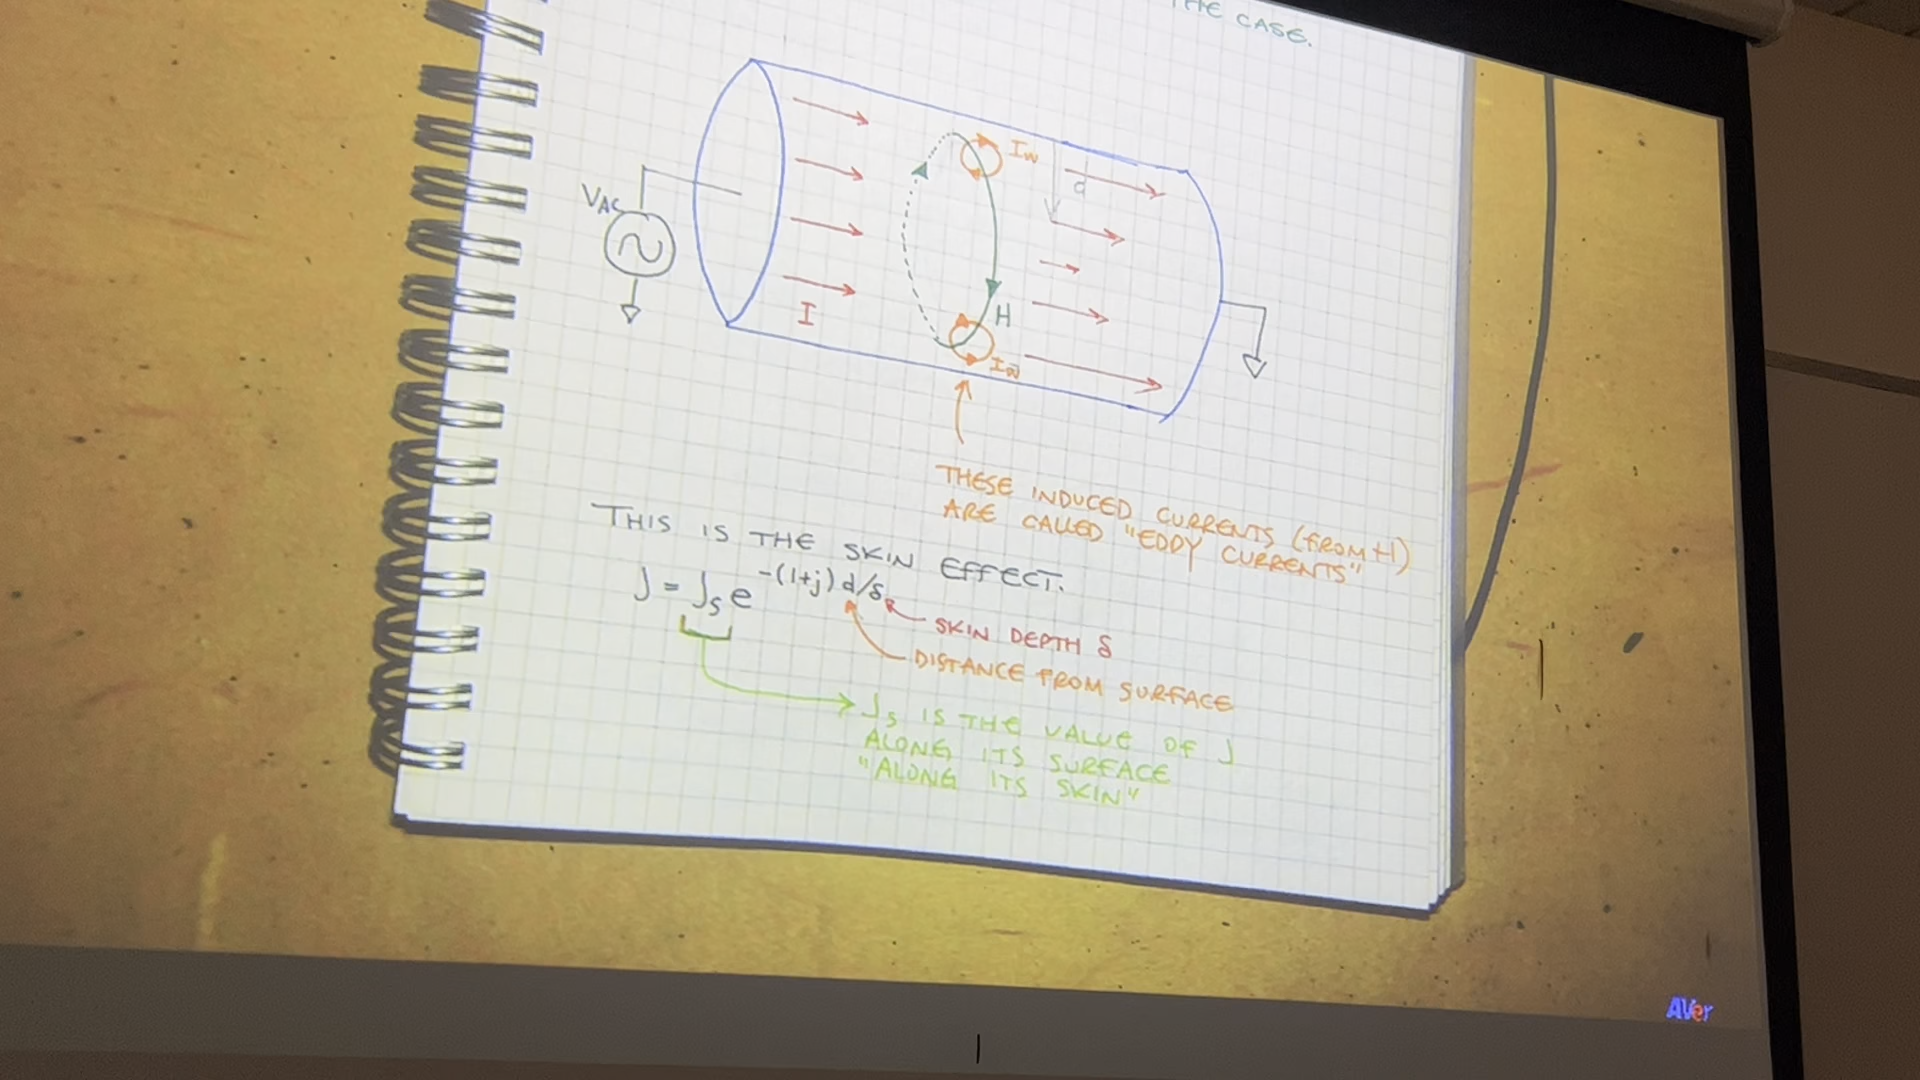 THE CASE.
VAC
Iw
d
I
H
Iw
THESE INDUCED CURRENTS (FROM H)
ARE CALLED "EDDY CURRENTS"
THIS IS THE SKIN EFFECT.
J = Js e -(1+j) d/δ
SKIN DEPTH δ
DISTANCE FROM SURFACE
Js IS THE VALUE OF J
ALONG ITS SURFACE
"ALONG ITS SKIN"
AVer